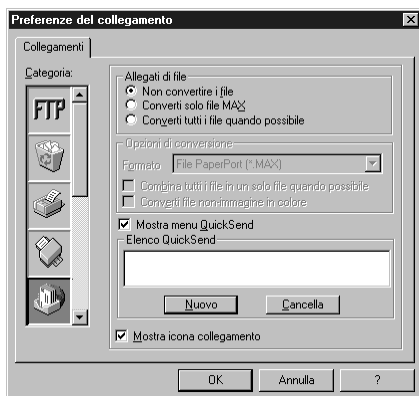 Preferenze del collegamento
Collegamenti
Categoria:
FTP
Allegati di file
Non convertire i file
Converti solo file MAX
Converti tutti i file quando possibile
Opzioni di conversione
Formato File PaperPort (*.MAX)
Combina tutti i file in un solo file quando possibile
Converti file non-immagine in colore
Mostra menu QuickSend
Elenco QuickSend
Nuovo Cancella
Mostra icona collegamento
OK Annulla ?